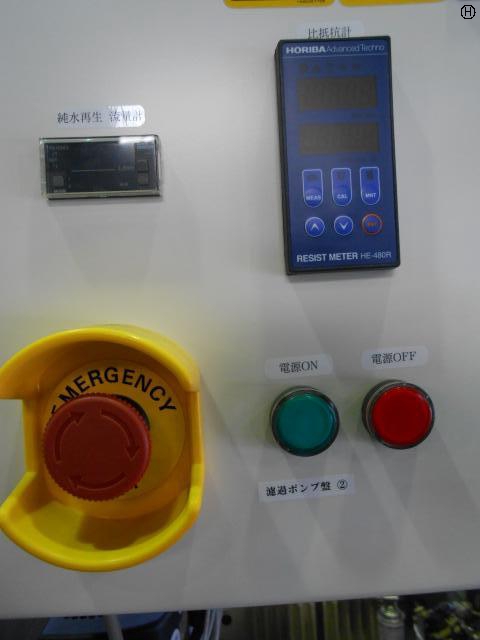 Ⓗ
比抵抗計
HORIBA Advanced Techno
純水再生 流量計
MEAS CAL MNT
ENT
RESIST METER HE-480R
EMERGENCY
電源ON
電源OFF
濾過ポンプ盤 ②